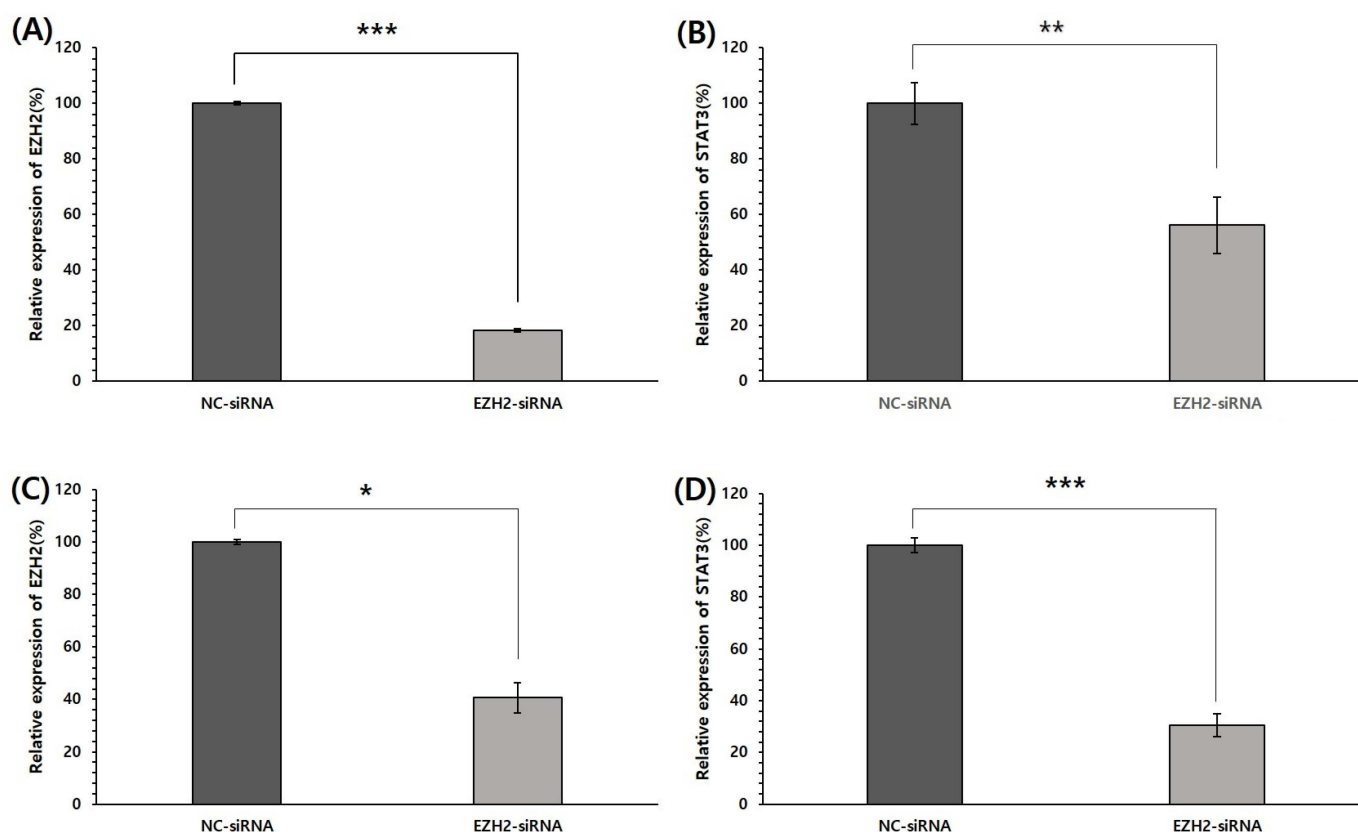 (A)
***
Relative expression of EZH2(%)
120
100
80
60
40
20
0
NC-siRNA EZH2-siRNA
(B)
**
Relative expression of STAT3(%)
120
100
80
60
40
20
0
NC-siRNA EZH2-siRNA
(C)
*
Relative expression of EZH2(%)
120
100
80
60
40
20
0
NC-siRNA EZH2-siRNA
(D)
***
Relative expression of STAT3(%)
120
100
80
60
40
20
0
NC-siRNA EZH2-siRNA